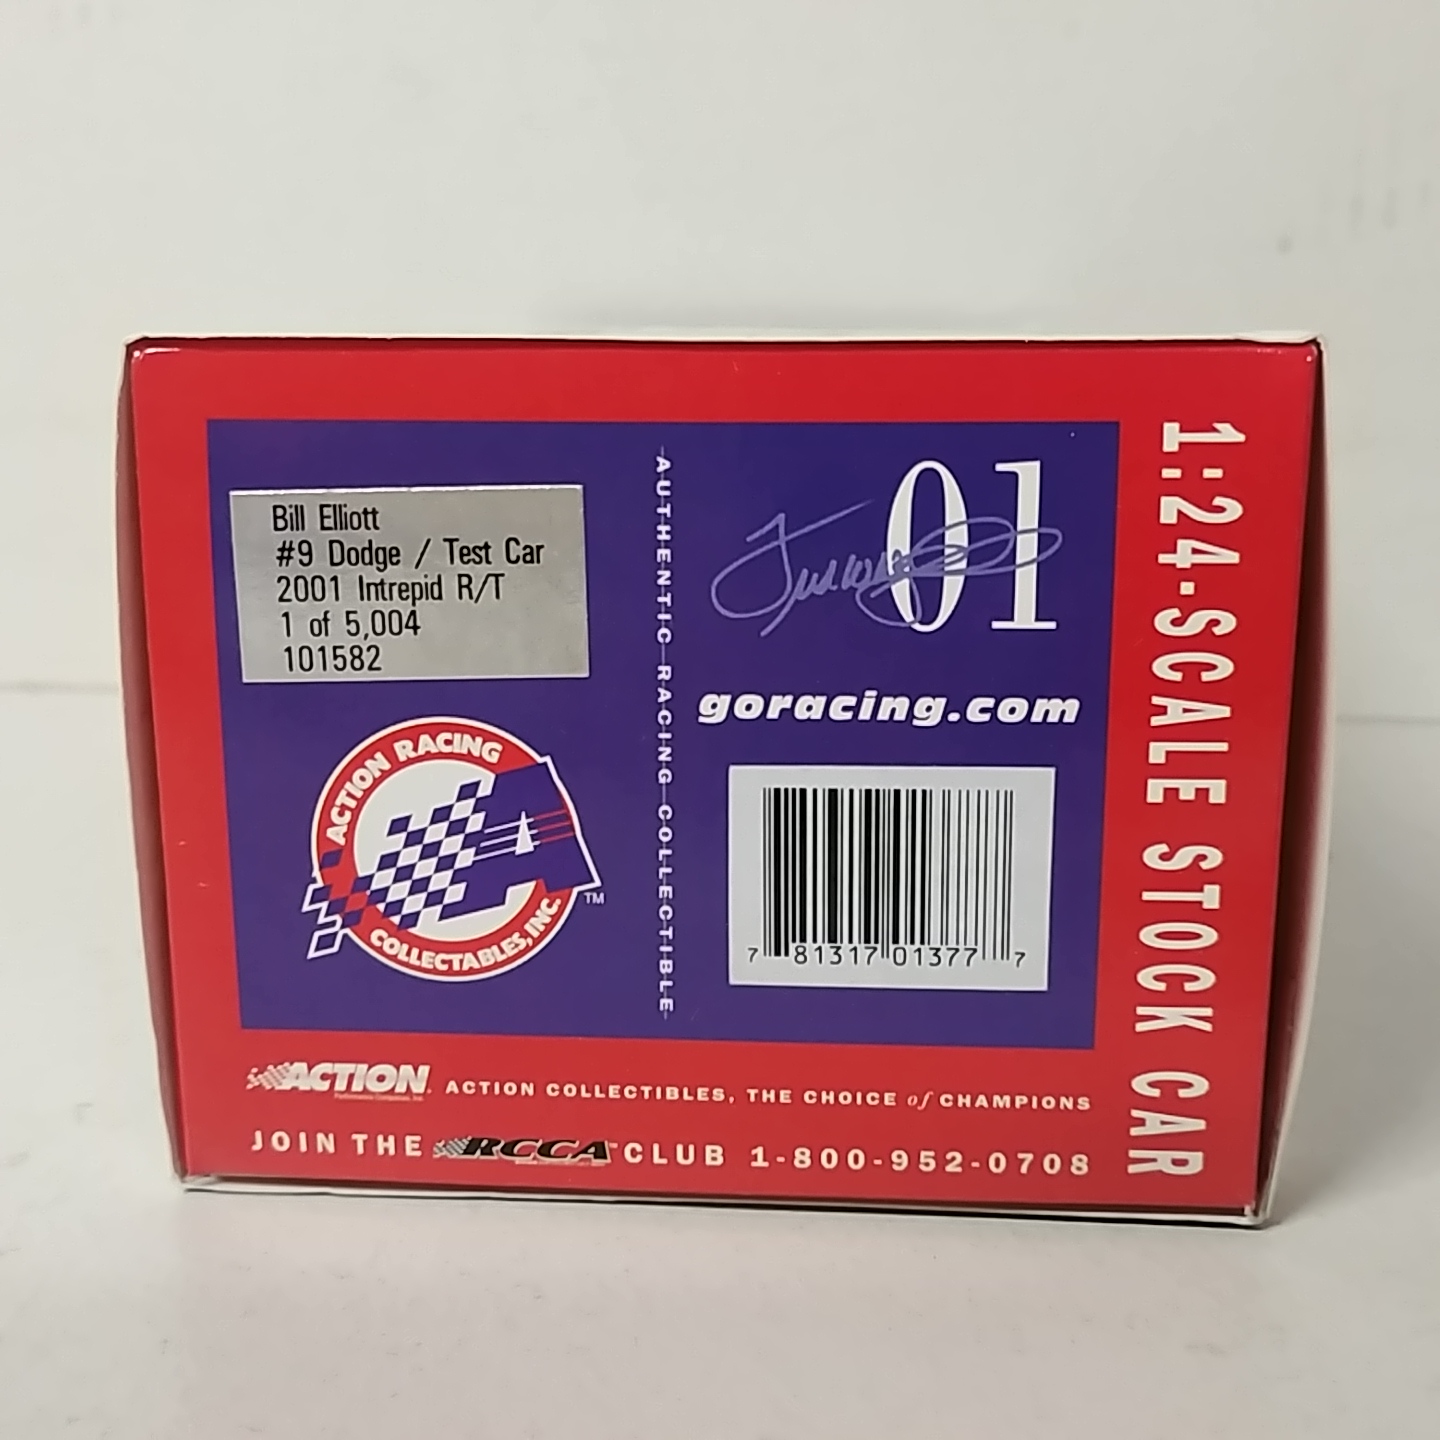 Bill Elliott
#9 Dodge / Test Car
2001 Intrepid R/T
1 of 5,004
101582
ACTION RACING
COLLECTABLES, INC.
TM
AUTHENTIC RACING COLLECTIBLE
01
goracing.com
7 81317 01377 7
1:24-SCALE STOCK CAR
ACTION
ACTION COLLECTIBLES, THE CHOICE of CHAMPIONS
JOIN THE RCCA CLUB 1-800-952-0708